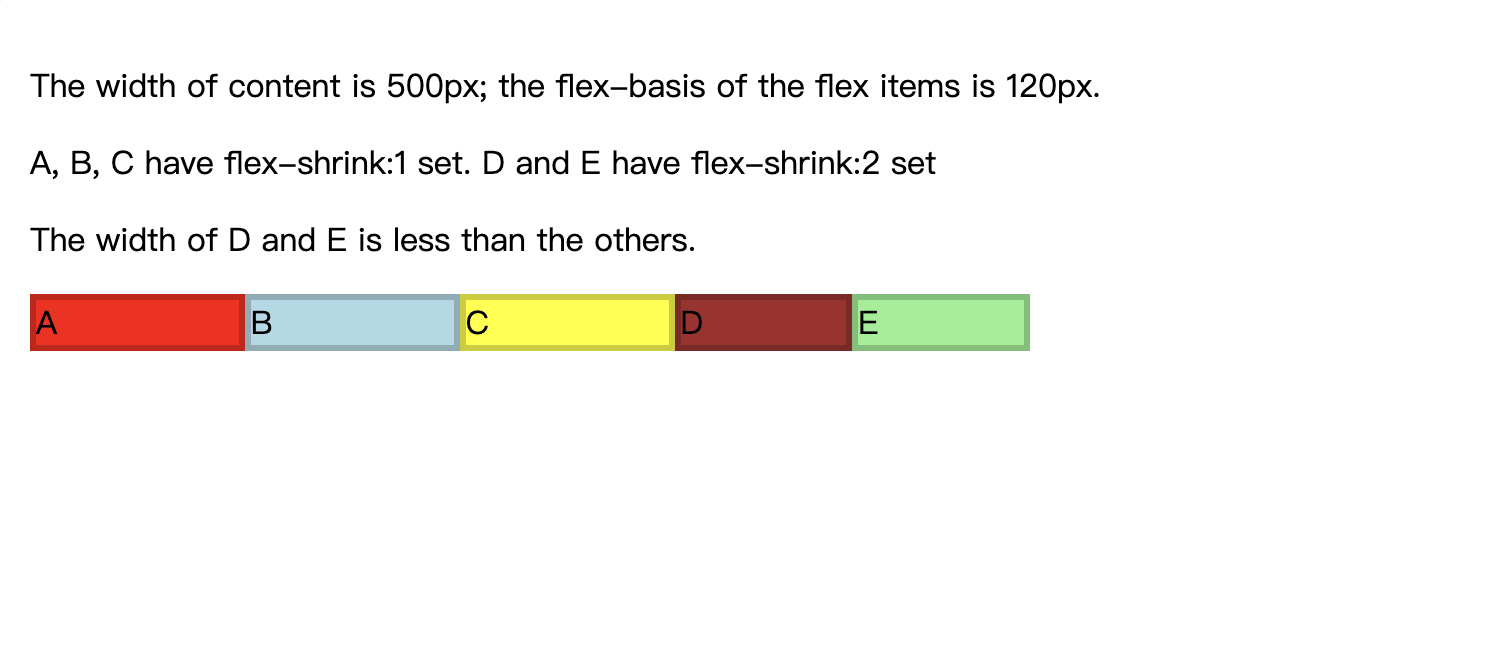 The width of content is 500px; the flex-basis of the flex items is 120px.
A, B, C have flex-shrink:1 set. D and E have flex-shrink:2 set
The width of D and E is less than the others.
A B C D E